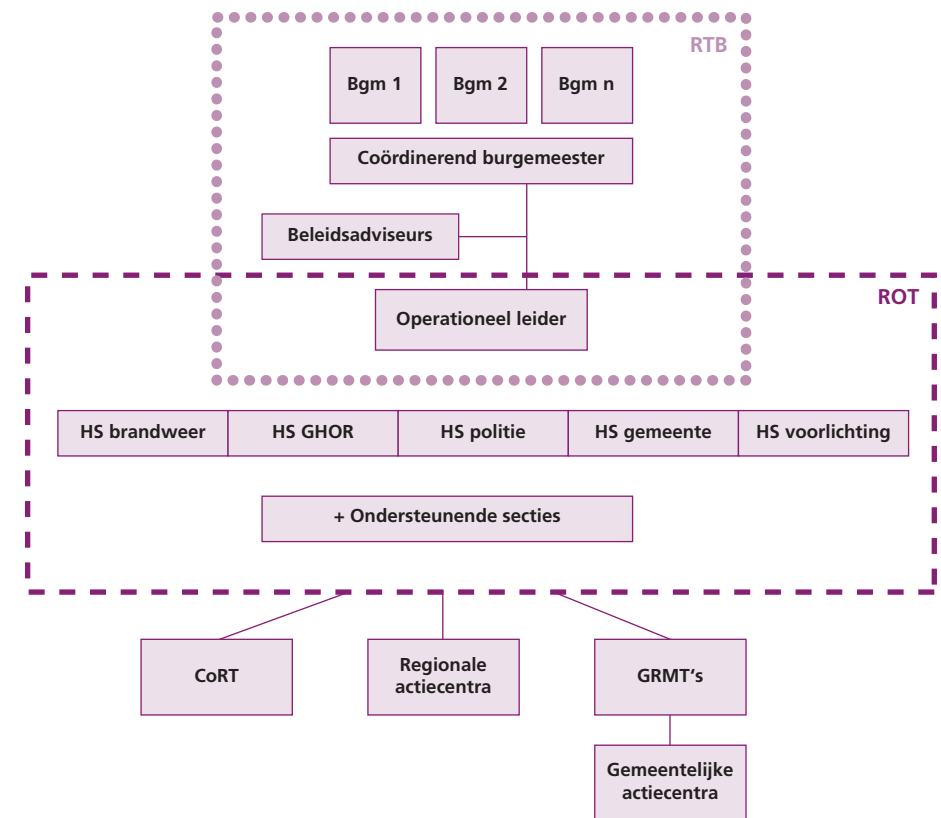 RTB
Bgm 1
Bgm 2
Bgm n
Coördinerend burgemeester
Beleidsadviseurs
ROT
Operationeel leider
HS brandweer
HS GHOR
HS politie
HS gemeente
HS voorlichting
+ Ondersteunende secties
CoRT
Regionale
actiecentra
GRMT's
Gemeentelijke
actiecentra